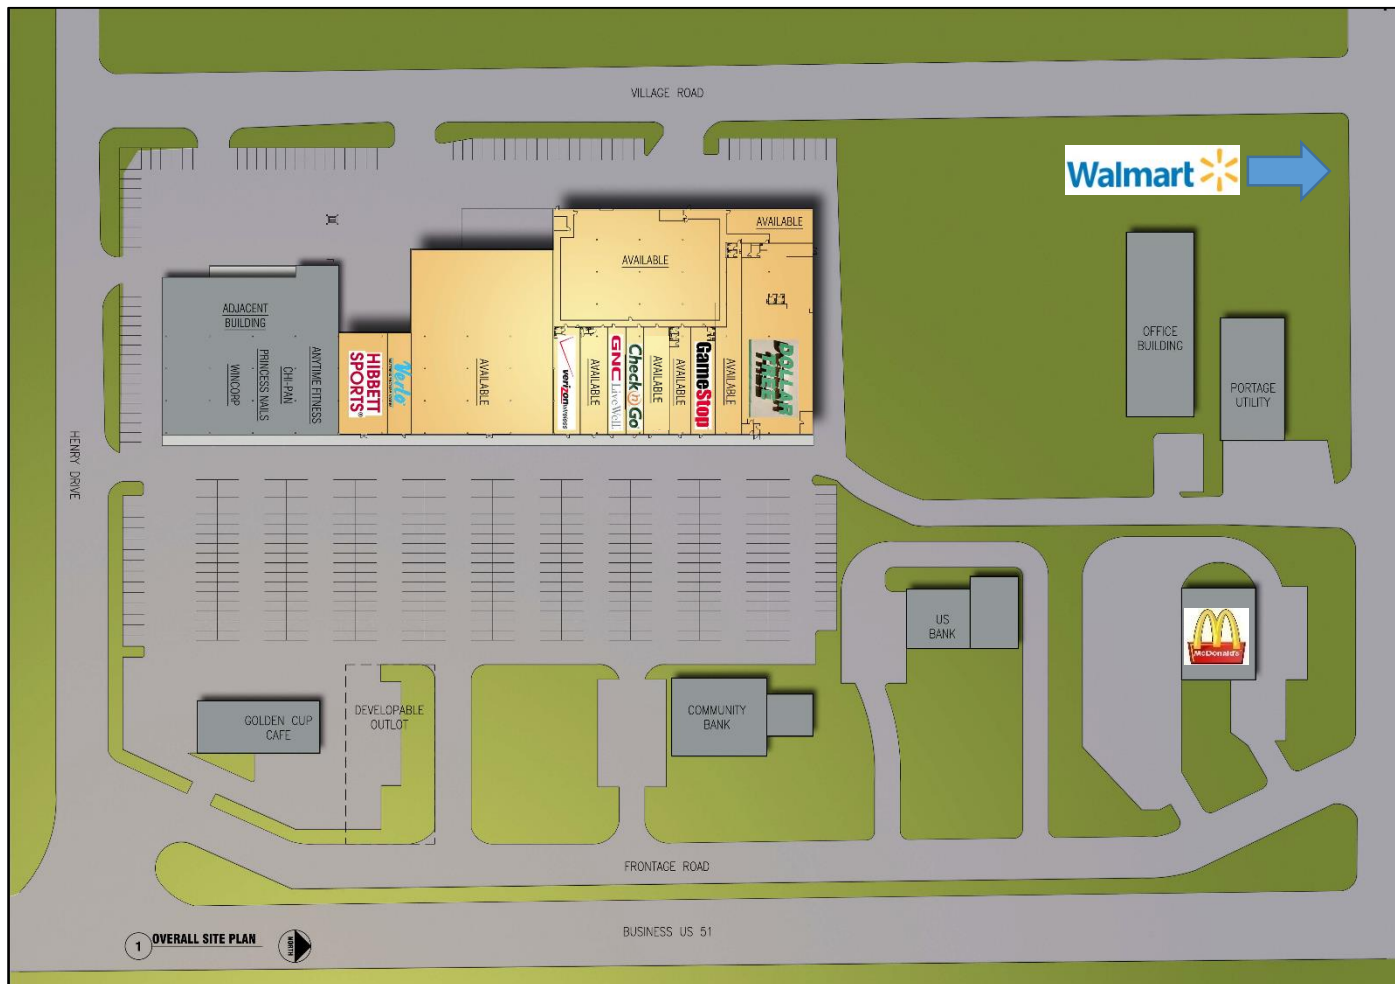 VILLAGE ROAD
Walmart
AVAILABLE
AVAILABLE
ADJACENT
BUILDING
ANYTIME FITNESS
CHI-PAN
PRINCESS NAILS
WINCORP
HIBBETT
SPORTS
Verlo
AVAILABLE
verizonwireless
AVAILABLE
GNC LiveWell
Check n Go
AVAILABLE
AVAILABLE
GameStop
AVAILABLE
DOLLAR
TREE
OFFICE
BUILDING
PORTAGE
UTILITY
HENRY DRIVE
US
BANK
McDonald's
GOLDEN CUP
CAFE
DEVELOPABLE
OUTLOT
COMMUNITY
BANK
FRONTAGE ROAD
BUSINESS US 51
1 OVERALL SITE PLAN
NORTH